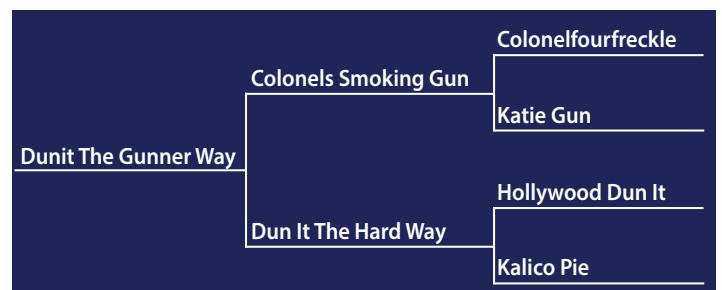 Colonelfourfreckle
Colonels Smoking Gun
Katie Gun
Dunit The Gunner Way
Hollywood Dun It
Dun It The Hard Way
Kalico Pie